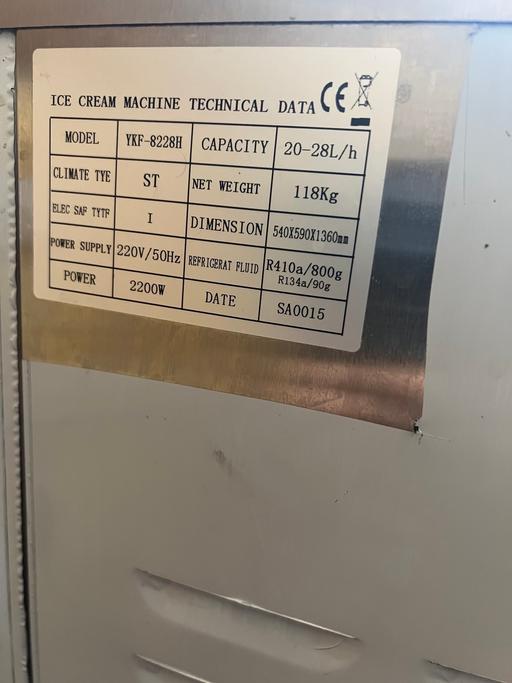 ICE CREAM MACHINE TECHNICAL DATA CE
MODEL YKF-8228H CAPACITY 20-28L/h
CLIMATE TYE ST NET WEIGHT 118Kg
ELEC SAF TYTF I DIMENSION 540X590X1360mm
POWER SUPPLY 220V/50Hz REFRIGERAT FLUID R410a/800g
R134a/90g
POWER 2200W DATE SA0015